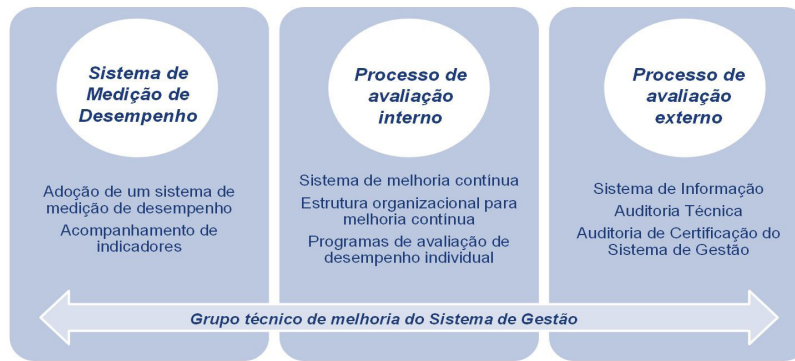 Sistema de
Medição de
Desempenho
Adoção de um sistema de
medição de desempenho
Acompanhamento de
indicadores
Processo de
avaliação
interno
Sistema de melhoria continua
Estrutura organizacional para
melhoria contínua
Programas de avaliação de
desempenho individual
Processo de
avaliação
externo
Sistema de Informação
Auditoria Técnica
Auditoria de Certificação do
Sistema de Gestão
Grupo técnico de melhoria do Sistema de Gestão